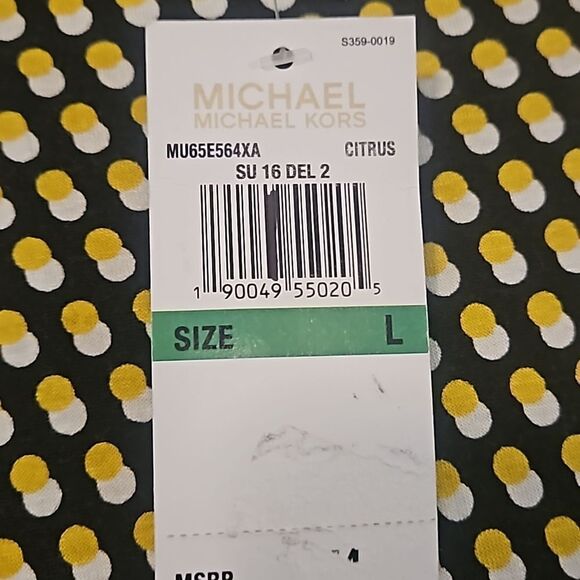 S359-0019
MICHAEL
MICHAEL KORS
MU65E564XA CITRUS
SU 16 DEL 2
1 90049 55020 5
SIZE L
MSRP